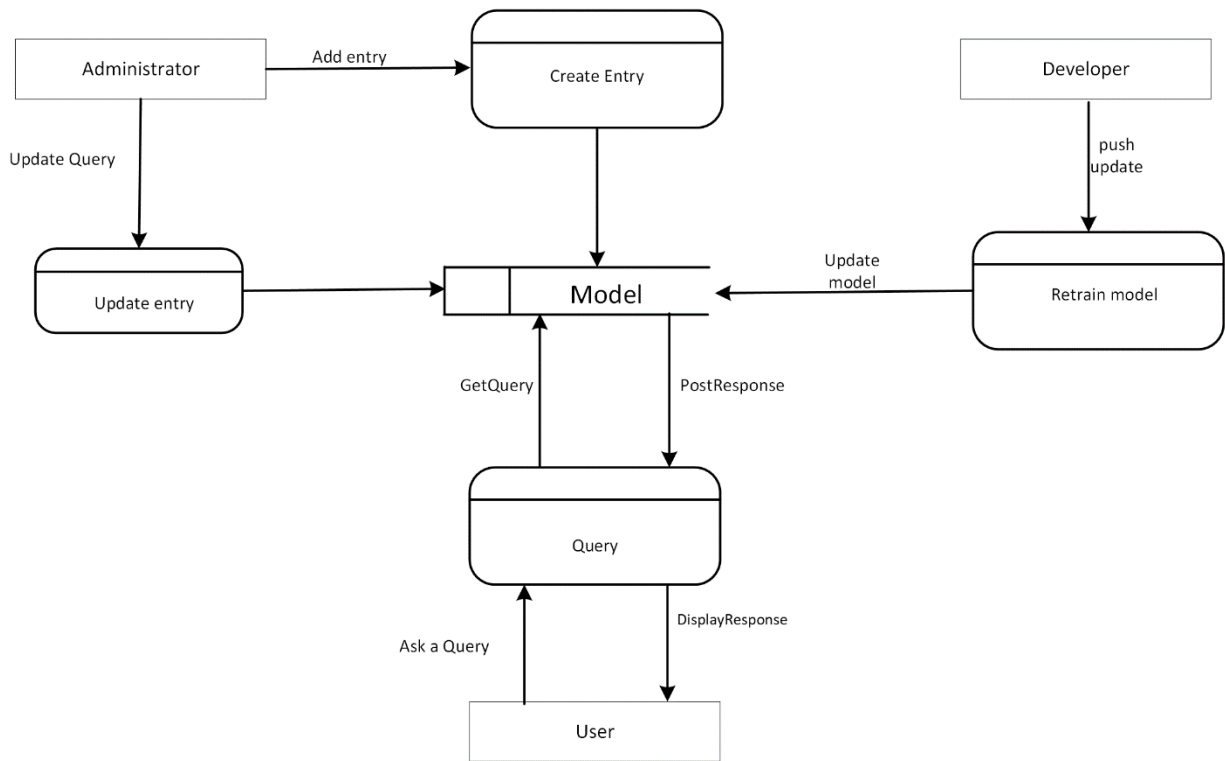 Administrator
Add entry
Create Entry
Developer
Update Query
push
update
Update entry
Model
Update
model
Retrain model
GetQuery
PostResponse
Query
Ask a Query
DisplayResponse
User